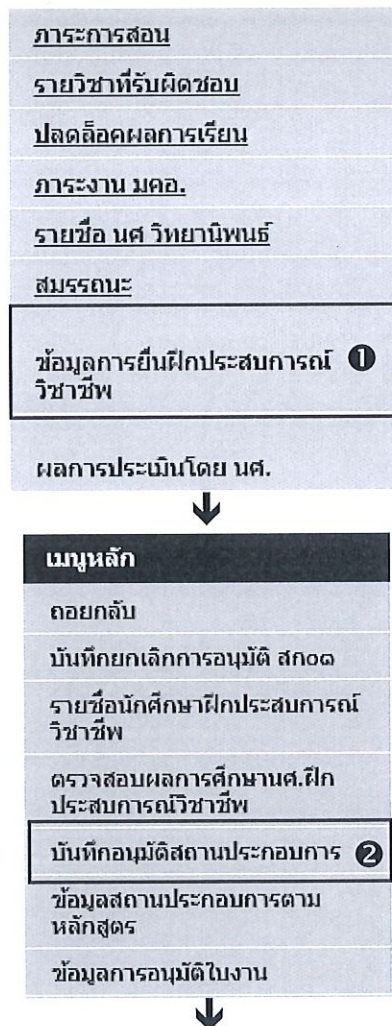 ภาระการสอน
รายวิชาที่รับผิดชอบ
ปลดล็อคผลการเรียน
ภาระงาน มคอ.
รายชื่อ นศ วิทยานิพนธ์
สมรรถนะ
ข้อมูลการยื่นฝึกประสบการณ์ ❶
วิชาชีพ
ผลการประเมินโดย นศ.
เมนูหลัก
ถอยกลับ
บันทึกยกเลิกการอนุมัติ สก๐๑
รายชื่อนักศึกษาฝึกประสบการณ์
วิชาชีพ
ตรวจสอบผลการศึกษานศ.ฝึก
ประสบการณ์วิชาชีพ
บันทึกอนุมัติสถานประกอบการ ❷
ข้อมูลสถานประกอบการตาม
หลักสูตร
ข้อมูลการอนุมัติใบงาน